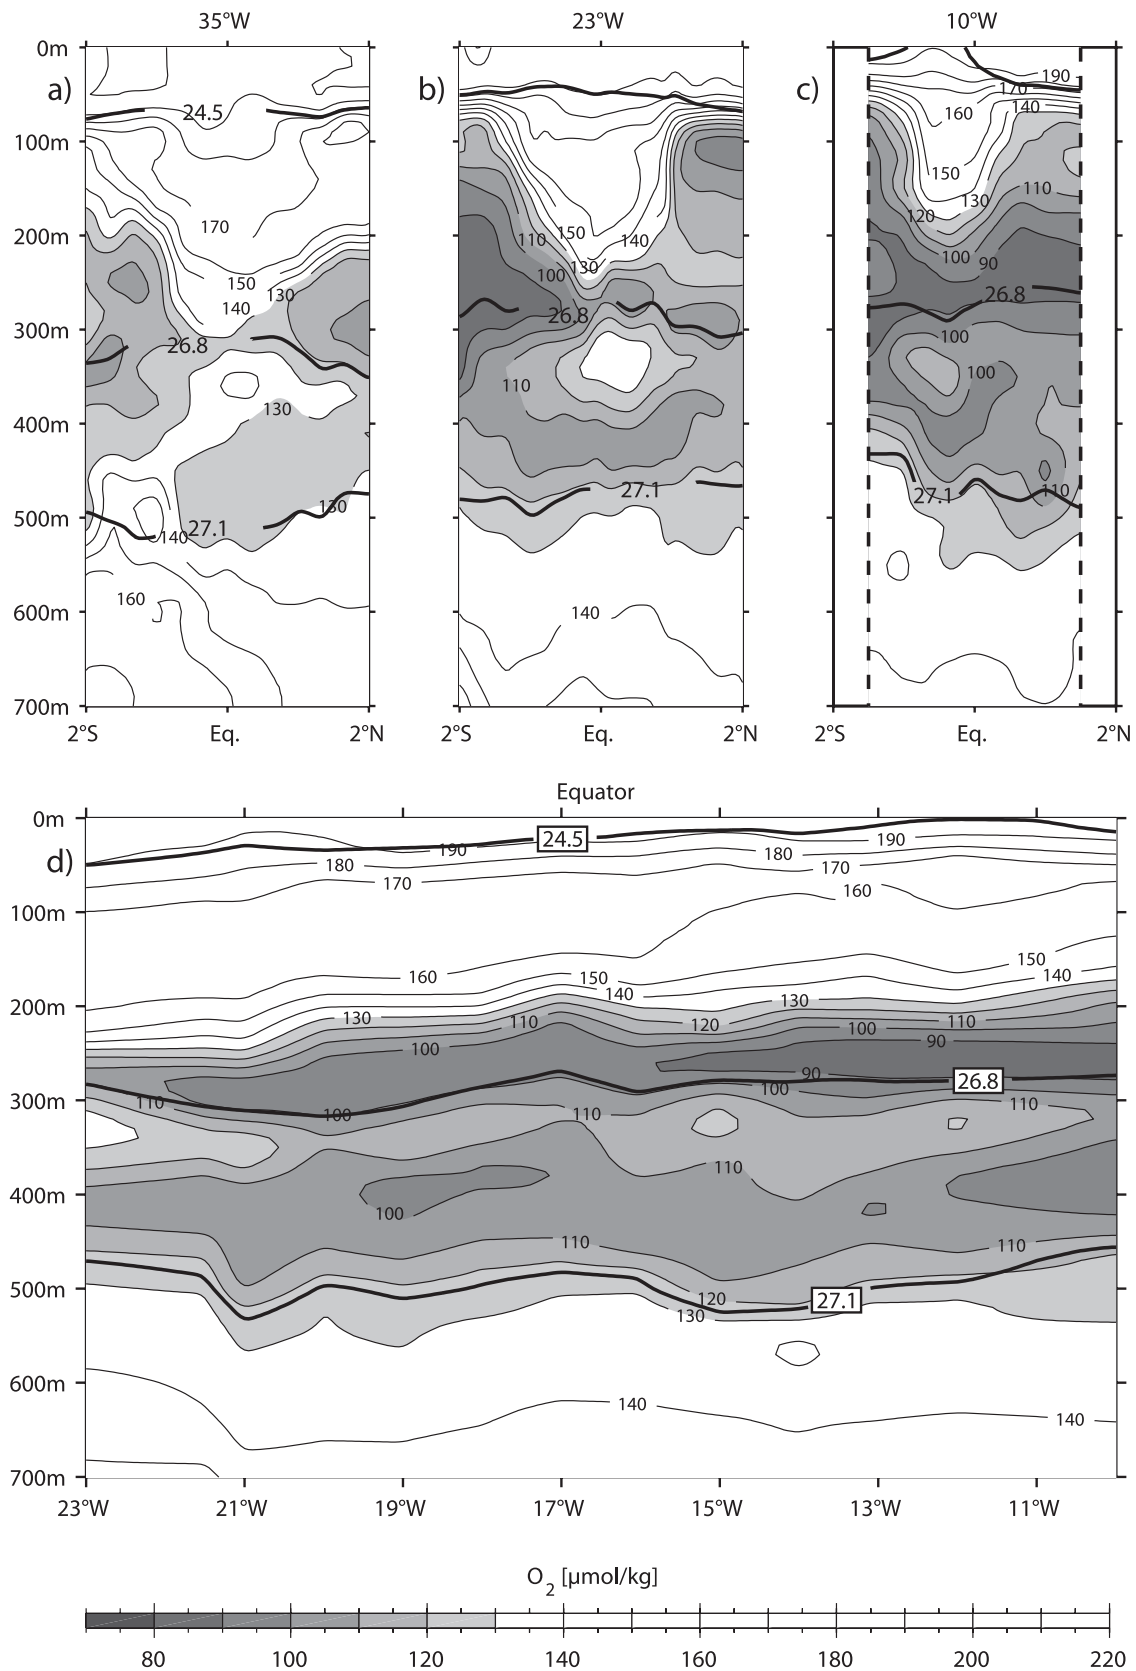 35°W 23°W 10°W
0m
a) b) c)
190
24.5 170
160 140
100m
110
150
170 150 130
200m 110 140 120
150 130 100 90
130 100
140 26.8
300m 26.8 26.8
100
110 100
130
400m
27.1 27.1 110
500m 130
140 27.1
160
600m 140
700m
2°S Eq. 2°N 2°S Eq. 2°N 2°S Eq. 2°N
Equator
0m
24.5 190
d) 190 180
180 170
170 160
100m
150
160 150 140
140 130
200m
130 110 120 110
100 100 90
90
100 26.8
300m 110 100 110 110
110
400m
100
110 110
500m 120 27.1
130
600m
140 140
700m
23°W 21°W 19°W 17°W 15°W 13°W 11°W
O2 [µmol/kg]
80 100 120 140 160 180 200 220